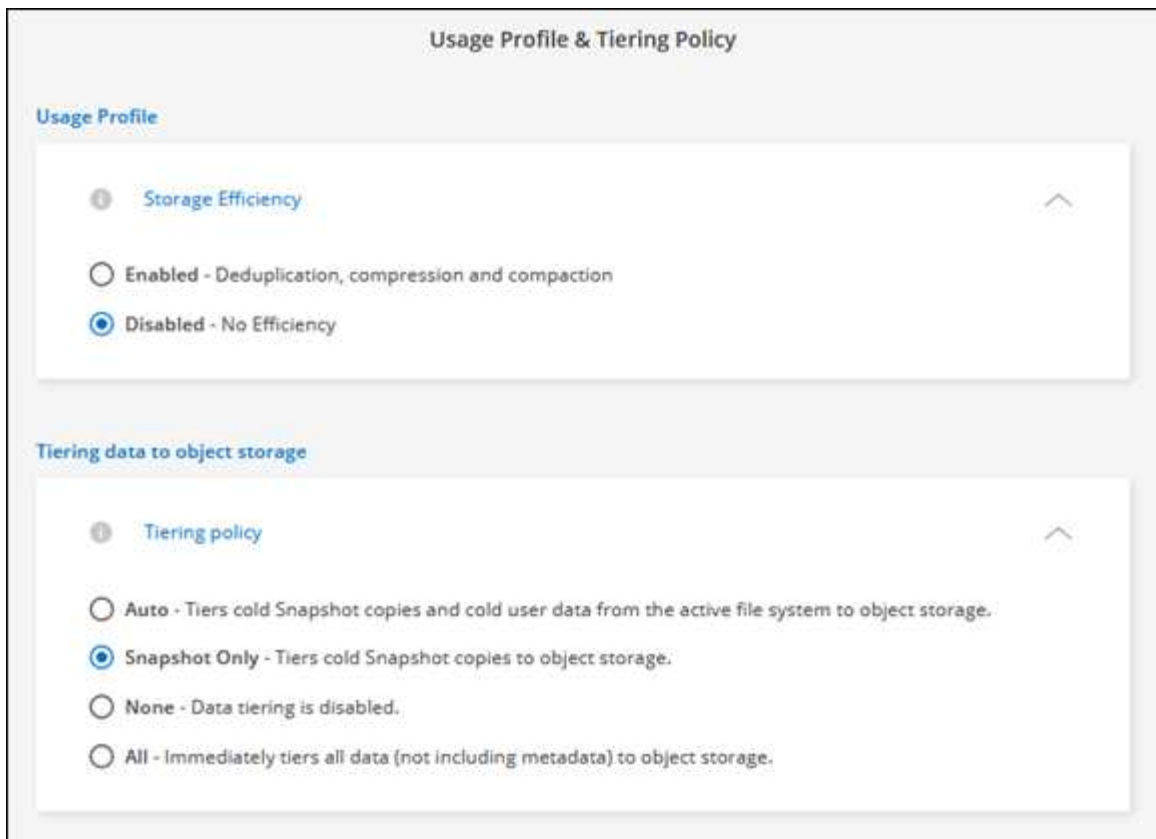 Usage Profile & Tiering Policy
Usage Profile
Storage Efficiency
Enabled - Deduplication, compression and compaction
Disabled - No Efficiency
Tiering data to object storage
Tiering policy
Auto - Tiers cold Snapshot copies and cold user data from the active file system to object storage.
Snapshot Only - Tiers cold Snapshot copies to object storage.
None - Data tiering is disabled.
All - Immediately tiers all data (not including metadata) to object storage.